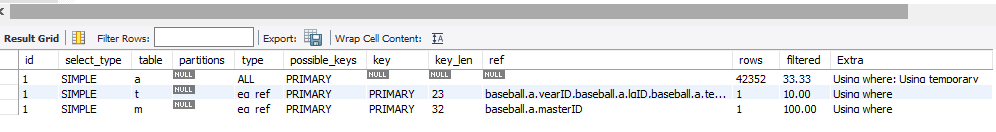 Result Grid Filter Rows: Export: Wrap Cell Content:
id select_type table partitions type possible_keys key key_len ref rows filtered Extra
1 SIMPLE a NULL ALL PRIMARY NULL NULL NULL 42352 33.33 Using where; Using temporary
1 SIMPLE t NULL eq_ref PRIMARY PRIMARY 23 baseball.a.yearID,baseball.a.lgID,baseball.a.te... 1 10.00 Using where
1 SIMPLE m NULL eq_ref PRIMARY PRIMARY 32 baseball.a.masterID 1 100.00 Using where